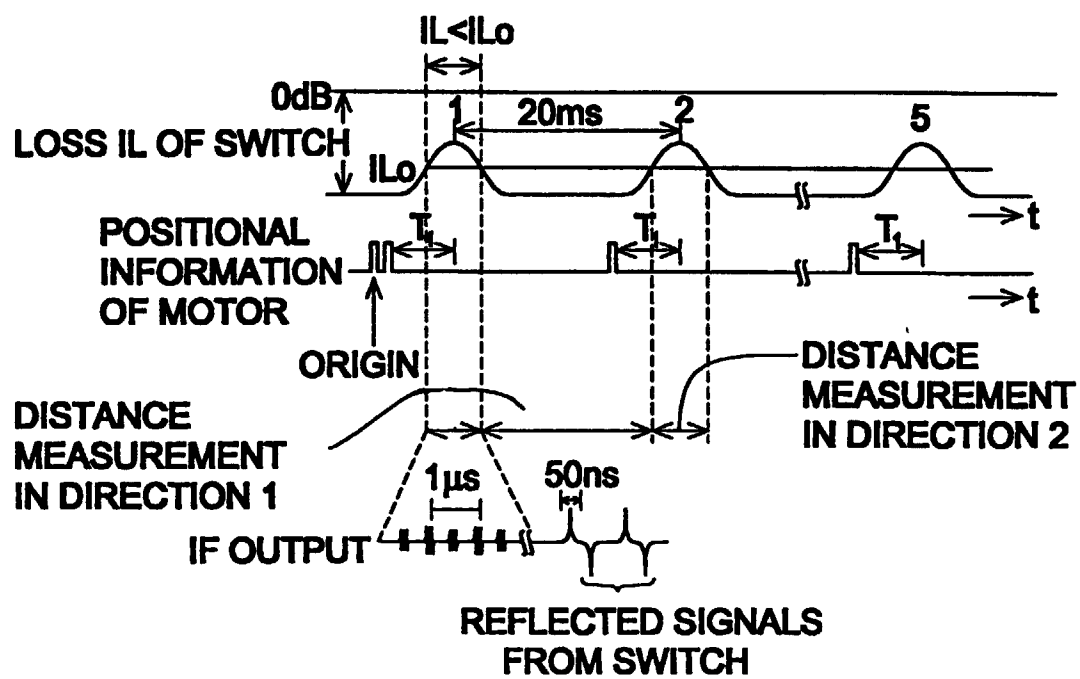 IL<ILo
0dB
1
20ms
2
5
LOSS IL OF SWITCH
ILo
t
POSITIONAL
INFORMATION
OF MOTOR
T1
T1
T1
t
ORIGIN
DISTANCE
MEASUREMENT
IN DIRECTION 1
DISTANCE
MEASUREMENT
IN DIRECTION 2
1μs
50ns
IF OUTPUT
REFLECTED SIGNALS
FROM SWITCH